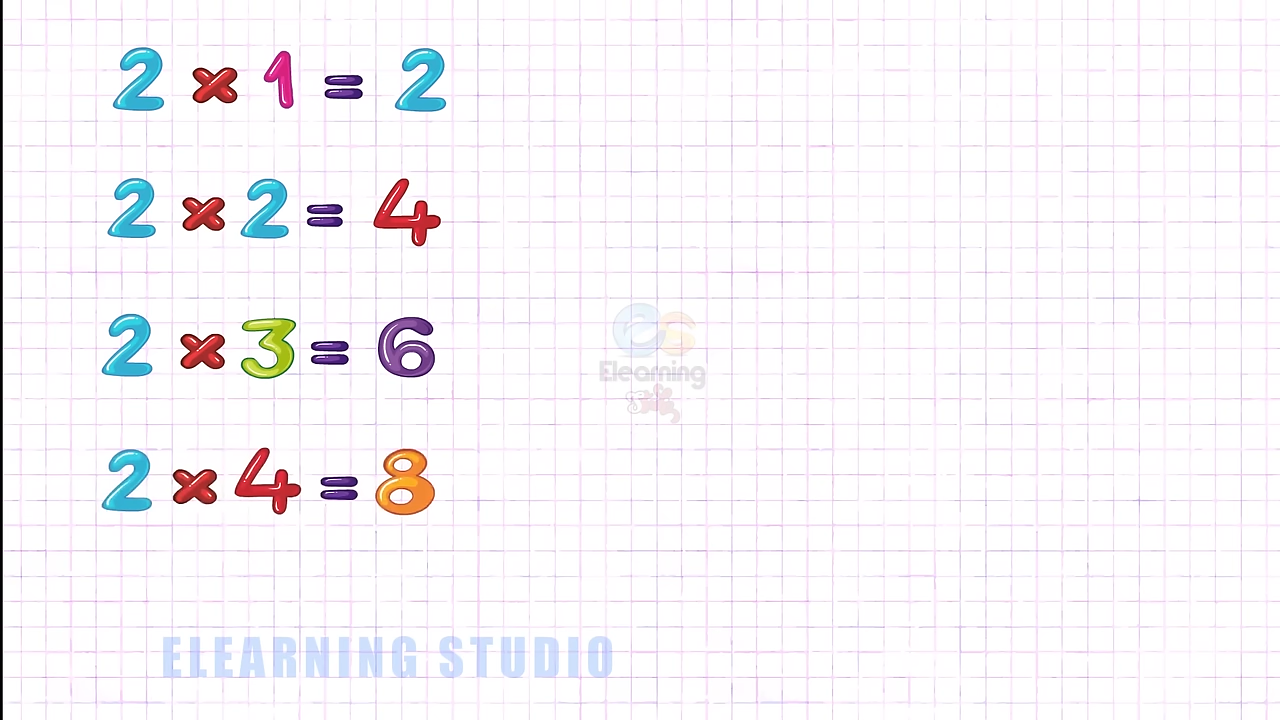 2 × 1 = 2
2 × 2 = 4
2 × 3 = 6
2 × 4 = 8
Elearning
ELEARNING STUDIO